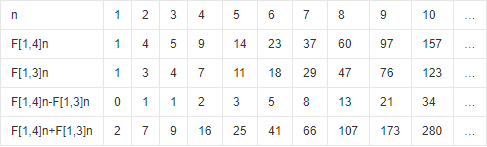 n 1 2 3 4 5 6 7 8 9 10 ...
F[1,4]n 1 4 5 9 14 23 37 60 97 157 ...
F[1,3]n 1 3 4 7 11 18 29 47 76 123 ...
F[1,4]n-F[1,3]n 0 1 1 2 3 5 8 13 21 34 ...
F[1,4]n+F[1,3]n 2 7 9 16 25 41 66 107 173 280 ...